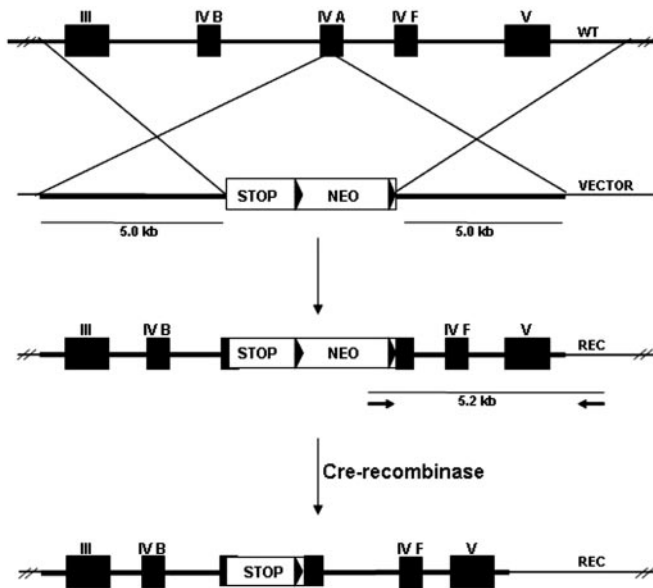 III IV B IV A IV F V
WT
STOP NEO VECTOR
5.0 kb 5.0 kb
III IV B IV F V
STOP NEO REC
5.2 kb
Cre-recombinase
III IV B IV F V
STOP REC